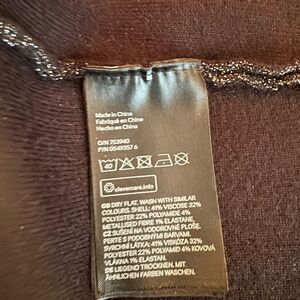 Made in China
Fabriqué en Chine
Hecho en China
O/N 753940
P/N 0549357 6
40
clevercare.info
GB DRY FLAT. WASH WITH SIMILAR
COLOURS. SHELL: 41% VISCOSE 32%
POLYESTER 22% POLYAMIDE 4%
METALLISED FIBRE 1% ELASTANE,
CZ SUŠENÍ NA VODOROVNÉ PLOŠE.
PERTE S PODOBNÝMI BARVAMI.
SVRCHNÍ LÁTKA: 41% VISKÓZA 32%
POLYESTER 22% POLYAMID 4% KOVOVÁ
VLÁKNA 1% ELASTAN.
DE LIEGEND TROCKNEN. MIT
ÄHNLICHEN FARBEN WASCHEN.